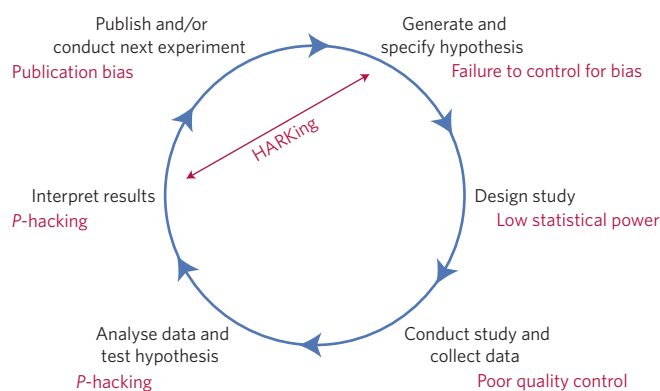 Publish and/or
conduct next experiment
Publication bias
Generate and
specify hypothesis
Failure to control for bias
HARKing
Interpret results
P-hacking
Design study
Low statistical power
Analyse data and
test hypothesis
P-hacking
Conduct study and
collect data
Poor quality control